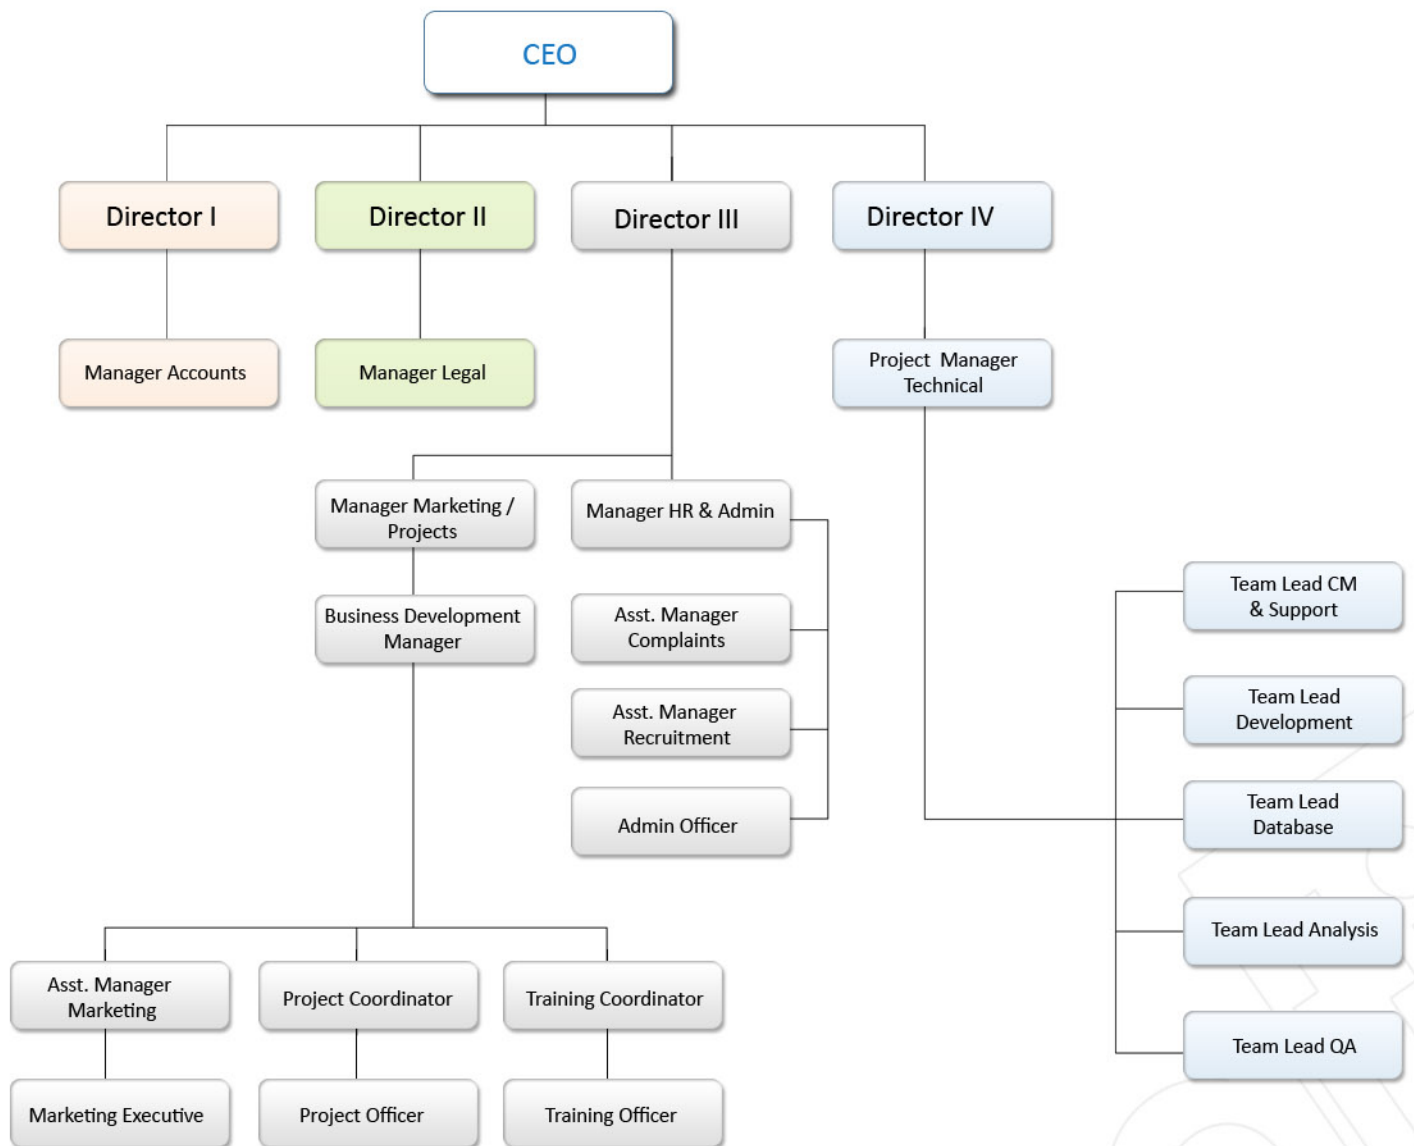 CEO
Director I
Director II
Director III
Director IV
Manager Accounts
Manager Legal
Project  Manager
Technical
Manager Marketing /
Projects
Manager HR & Admin
Business Development
Manager
Asst. Manager
Complaints
Asst. Manager
Recruitment
Admin Officer
Team Lead CM
& Support
Team Lead
Development
Team Lead
Database
Team Lead Analysis
Team Lead QA
Asst. Manager
Marketing
Project Coordinator
Training Coordinator
Marketing Executive
Project Officer
Training Officer